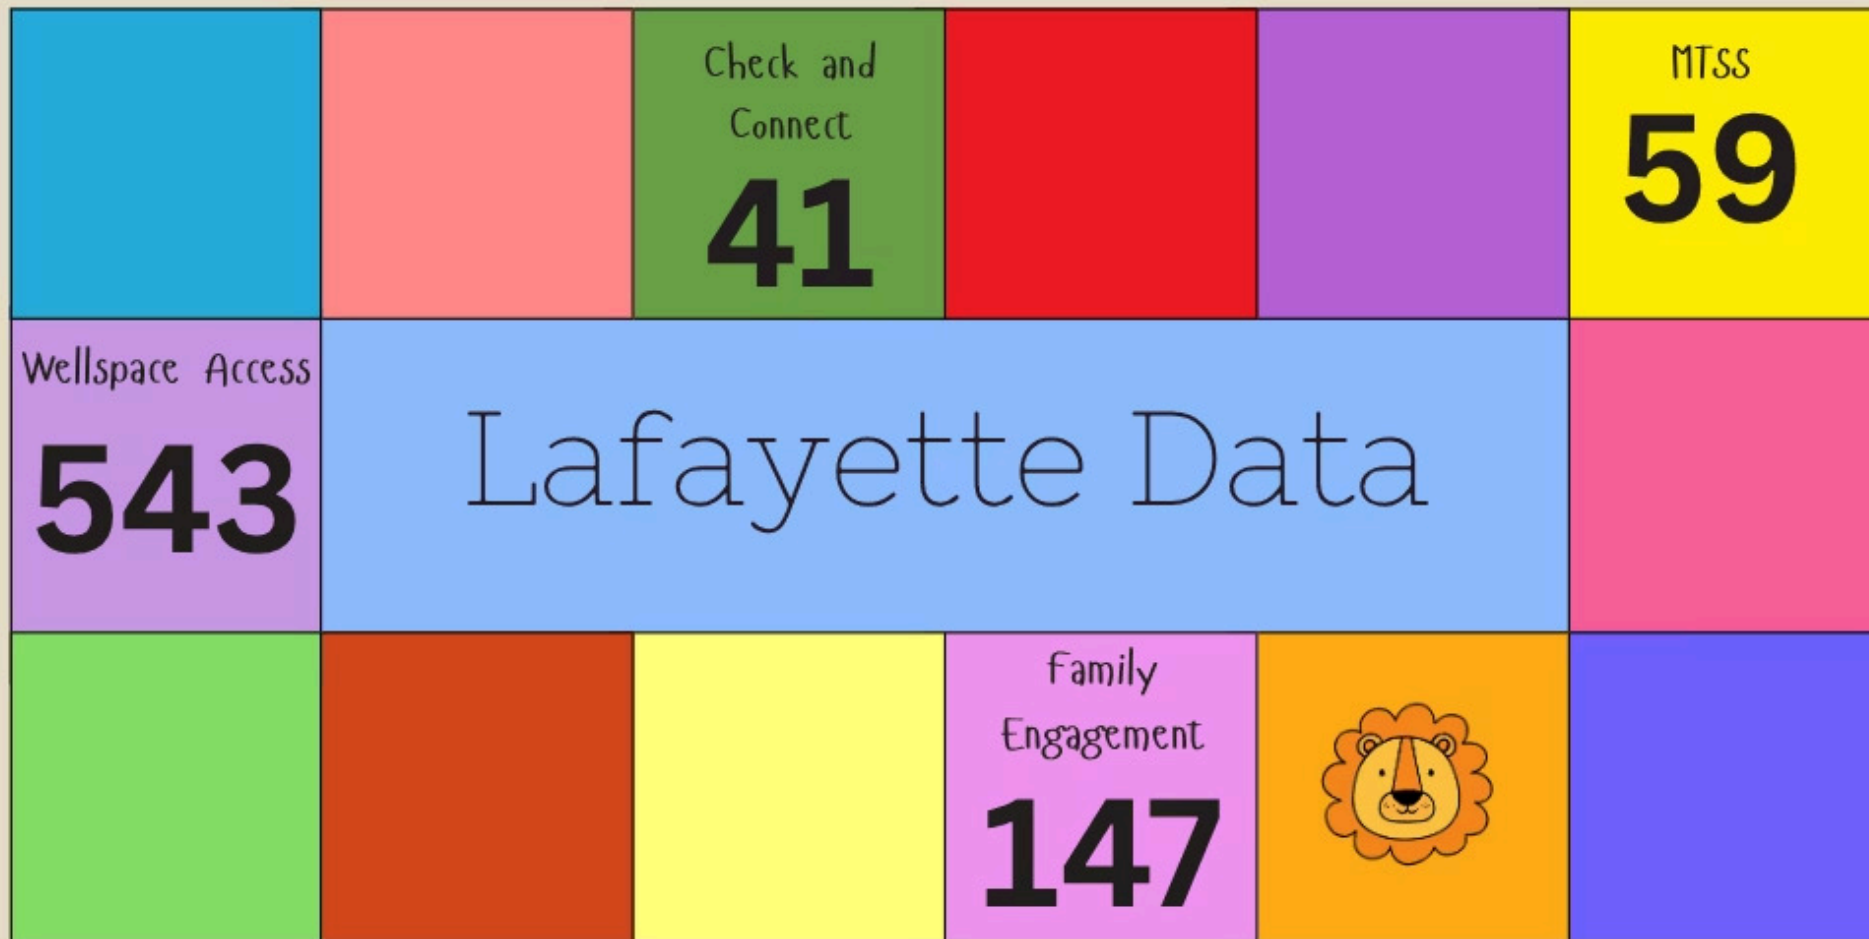 Check and
Connect
41
MTSS
59
Wellspace Access
543
Lafayette Data
Family
Engagement
147